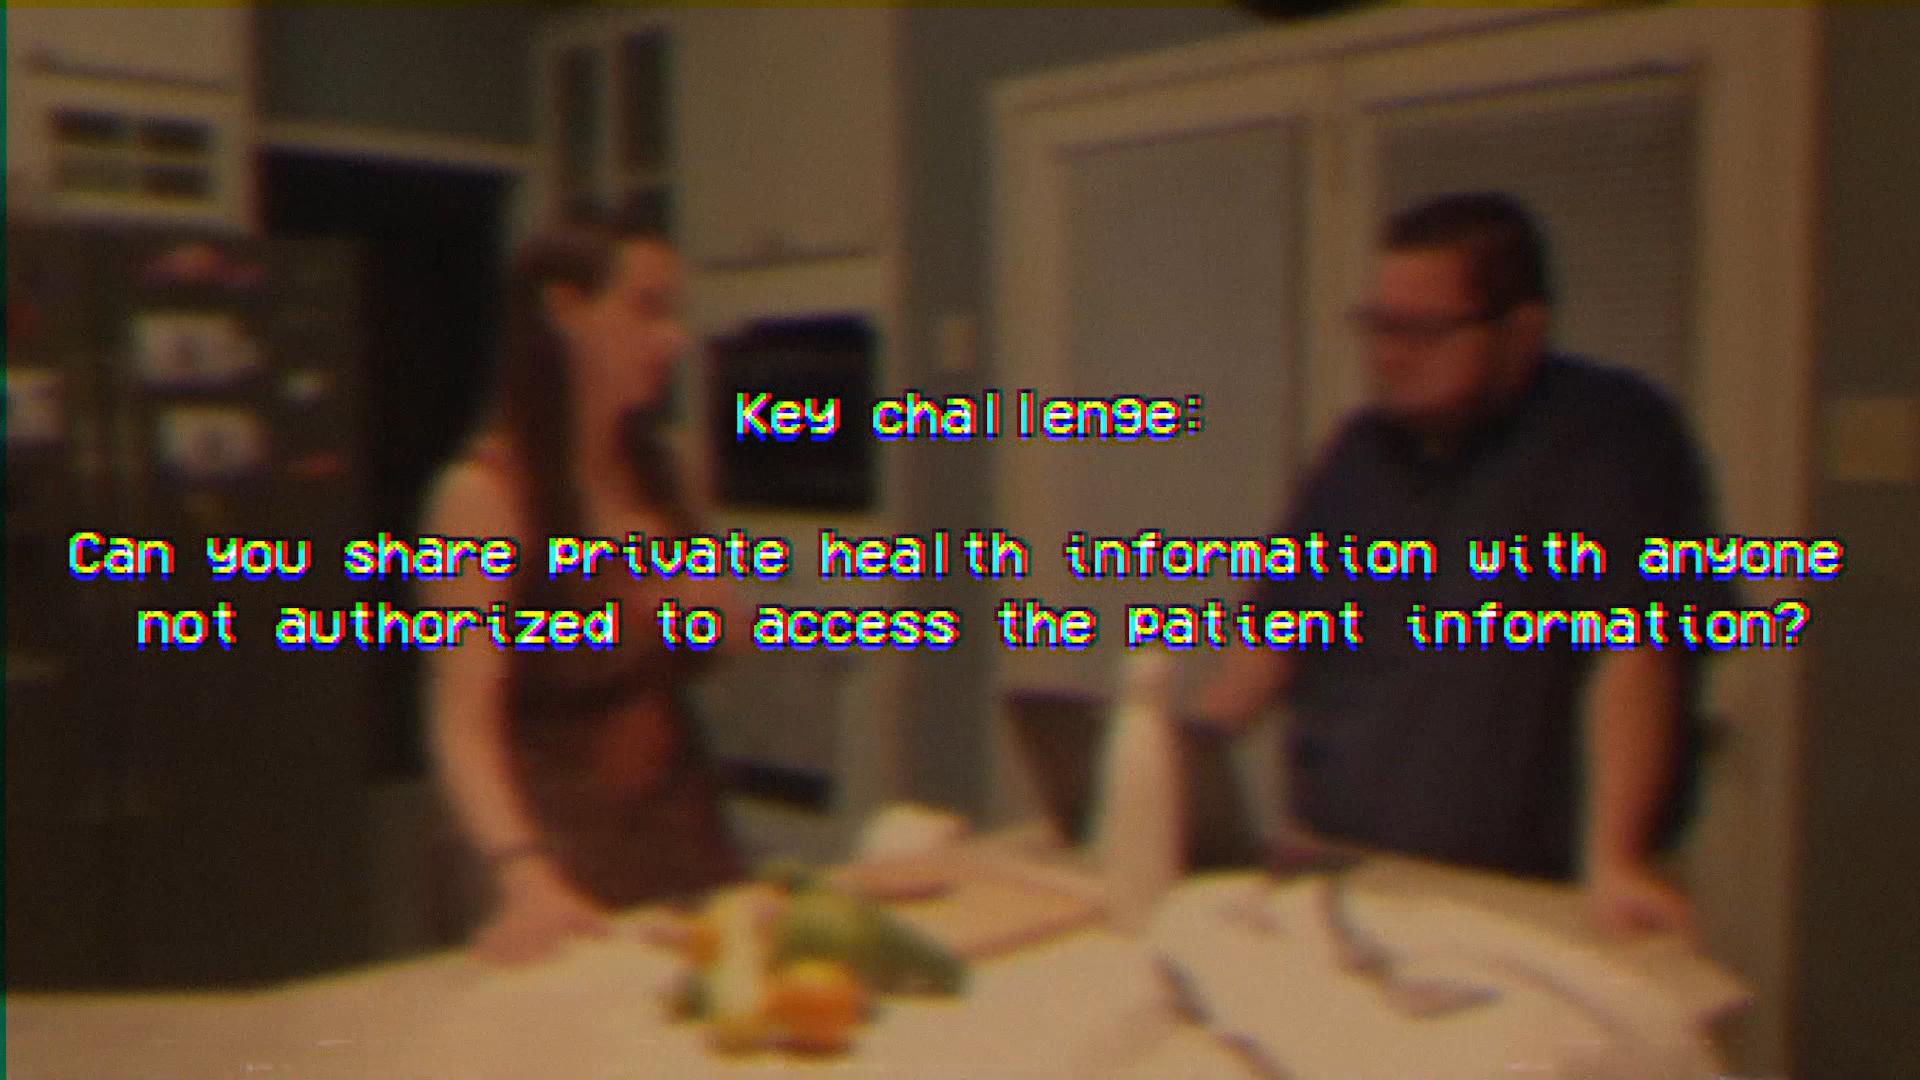 Key challenge:
Can you share private health information with anyone
not authorized to access the patient information?